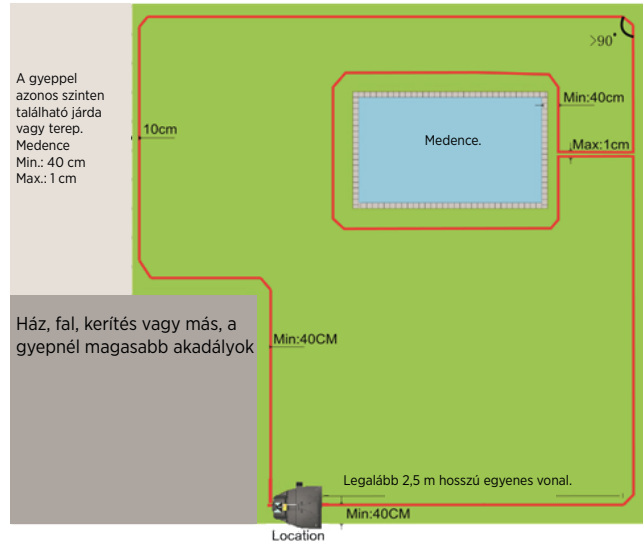 >90°
A gyeppel
azonos szinten
található járda
vagy terep.
Medence
Min.: 40 cm
Max.: 1 cm
10cm
Min:40cm
Medence.
Max:1cm
Ház, fal, kerítés vagy más, a
gyepnél magasabb akadályok
Min:40CM
Legalább 2,5 m hosszú egyenes vonal.
Min:40CM
Location